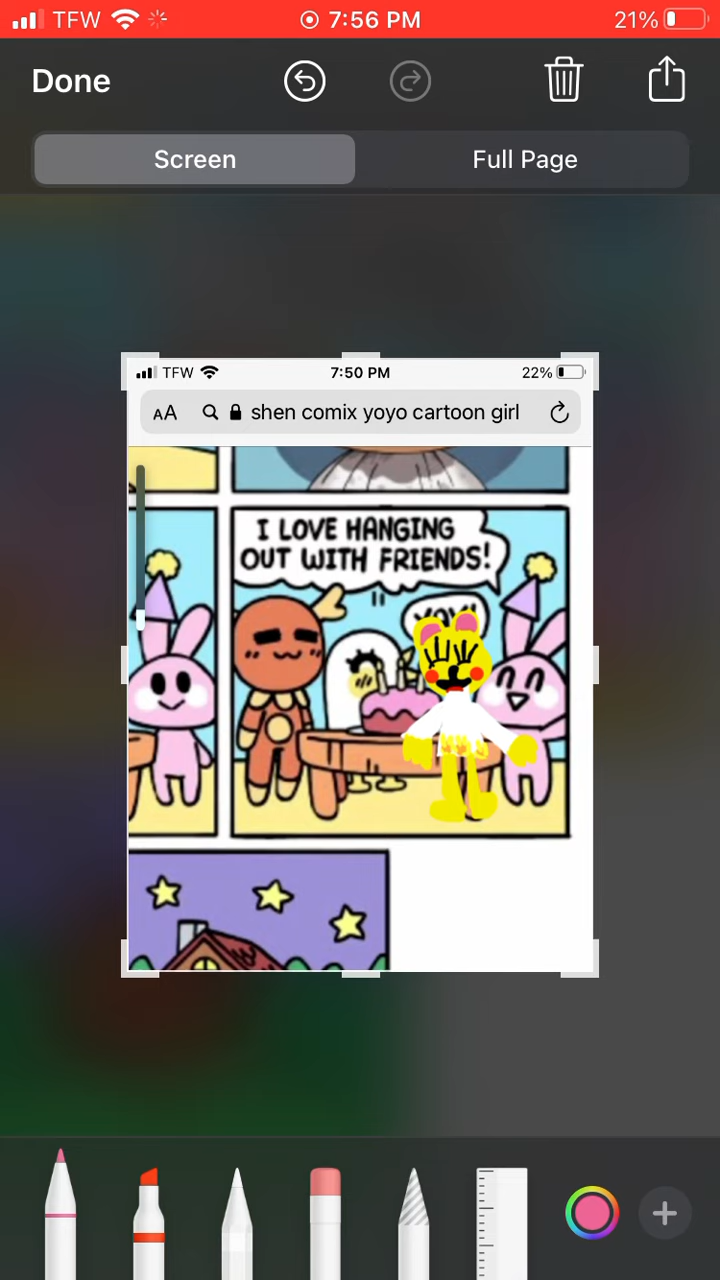 TFW 7:56 PM 21%
Done
Screen Full Page
TFW 7:50 PM 22%
AA shen comix yoyo cartoon girl
I LOVE HANGING
OUT WITH FRIENDS!
YAY!